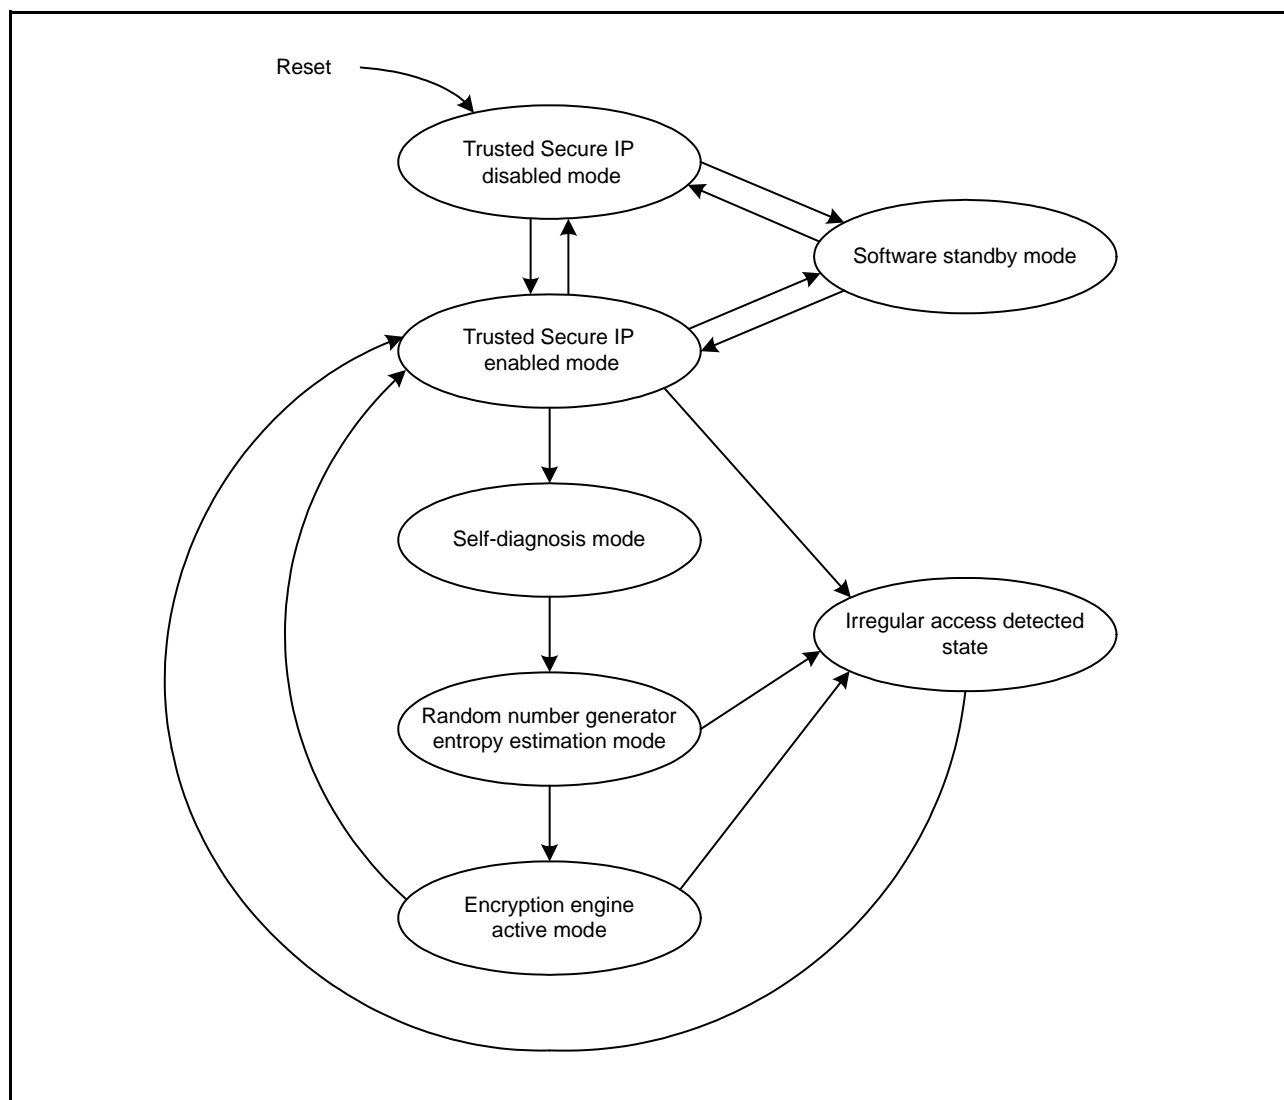 Reset
Trusted Secure IP
disabled mode
Software standby mode
Trusted Secure IP
enabled mode
Self-diagnosis mode
Irregular access detected
state
Random number generator
entropy estimation mode
Encryption engine
active mode